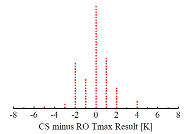 -8 -6 -4 -2 0 2 4 6 8
CS minus RO Tmax Result [K]